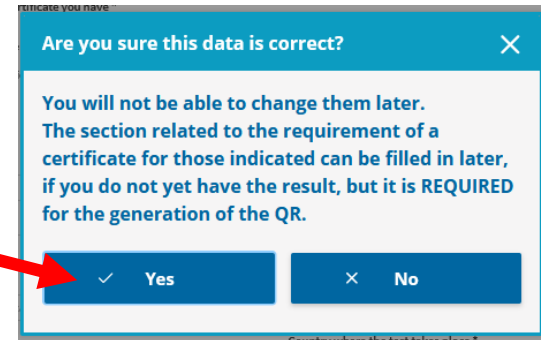 rtificate you have *
Are you sure this data is correct?
You will not be able to change them later.
The section related to the requirement of a
certificate for those indicated can be filled in later,
if you do not yet have the result, but it is REQUIRED
for the generation of the QR.
Yes
No
Country where the test takes place *